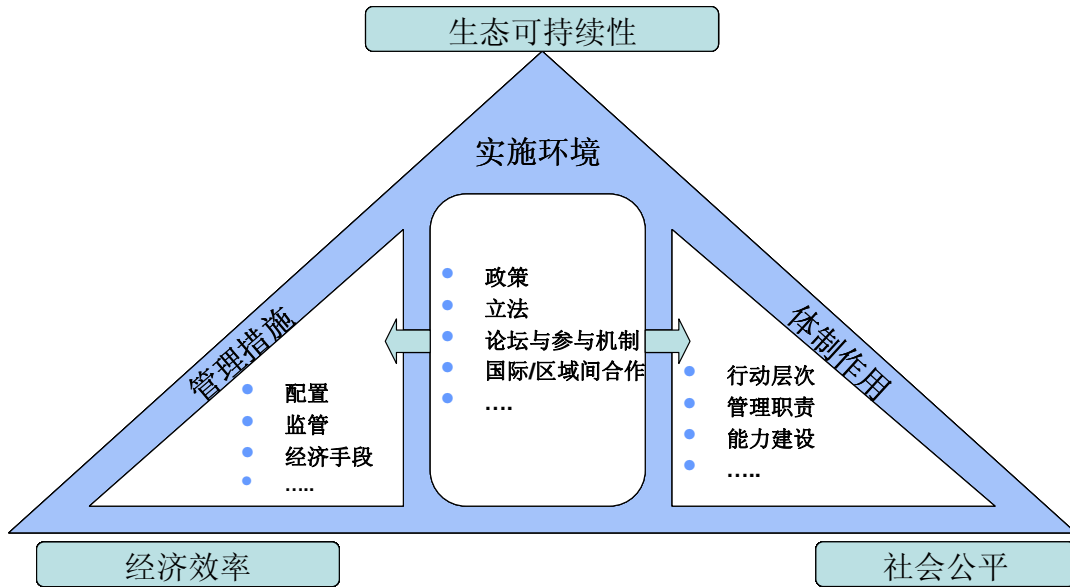 生态可持续性
实施环境
政策
立法
论坛与参与机制
国际/区域间合作
....
管理措施
配置
监管
经济手段
.....
体制作用
行动层次
管理职责
能力建设
.....
经济效率
社会公平